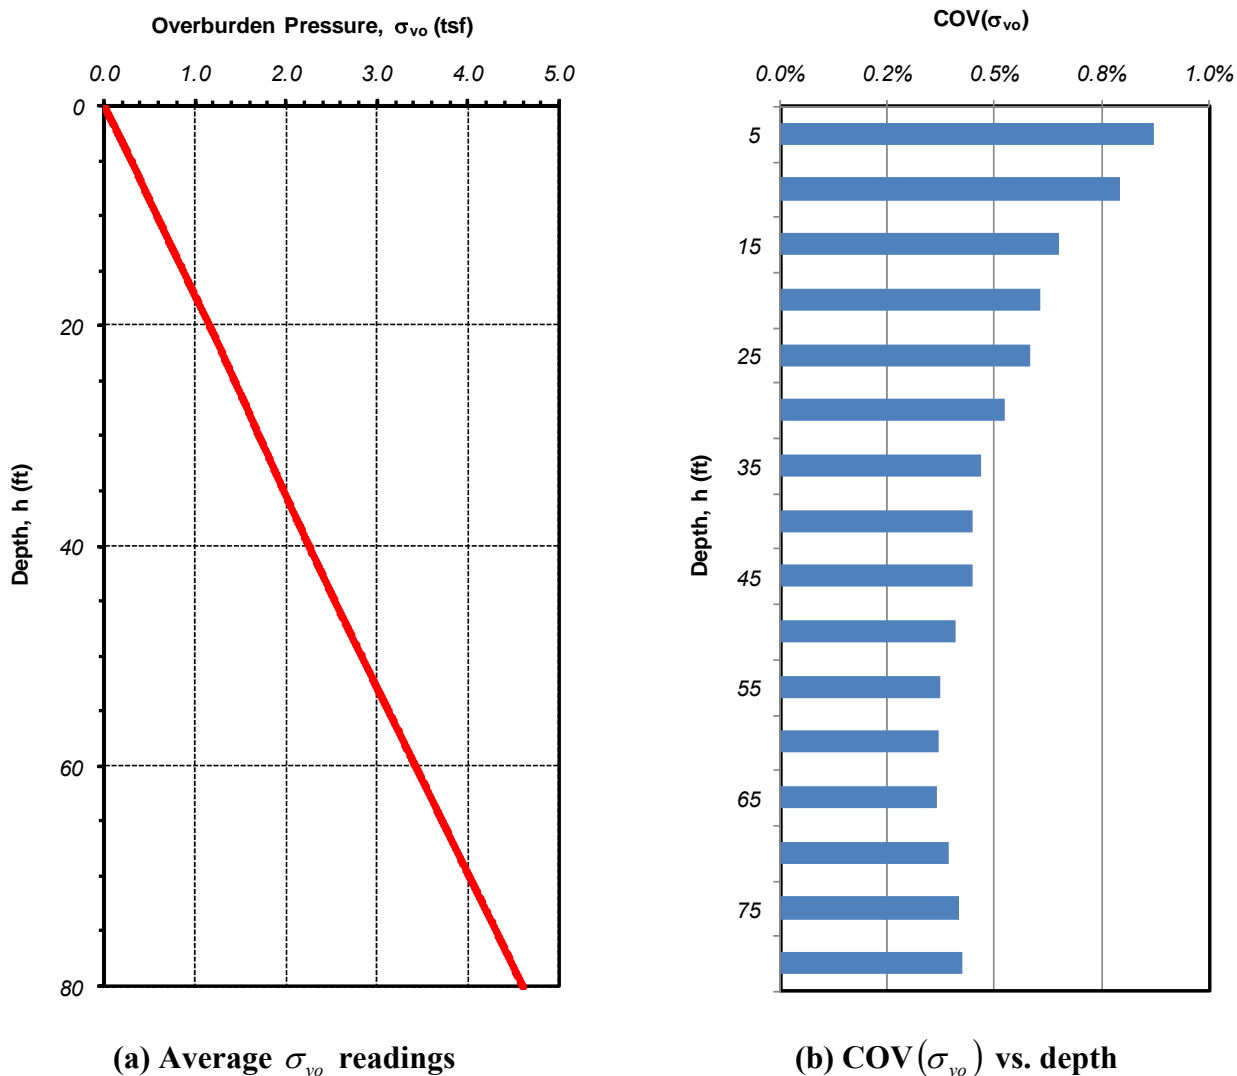 Overburden Pressure, σvo (tsf)
0.0 1.0 2.0 3.0 4.0 5.0
0
20
40
60
80
Depth, h (ft)
(a) Average σvo readings
COV(σvo)
0.0% 0.2% 0.5% 0.8% 1.0%
5
15
25
35
45
55
65
75
Depth, h (ft)
(b) COV(σvo) vs. depth